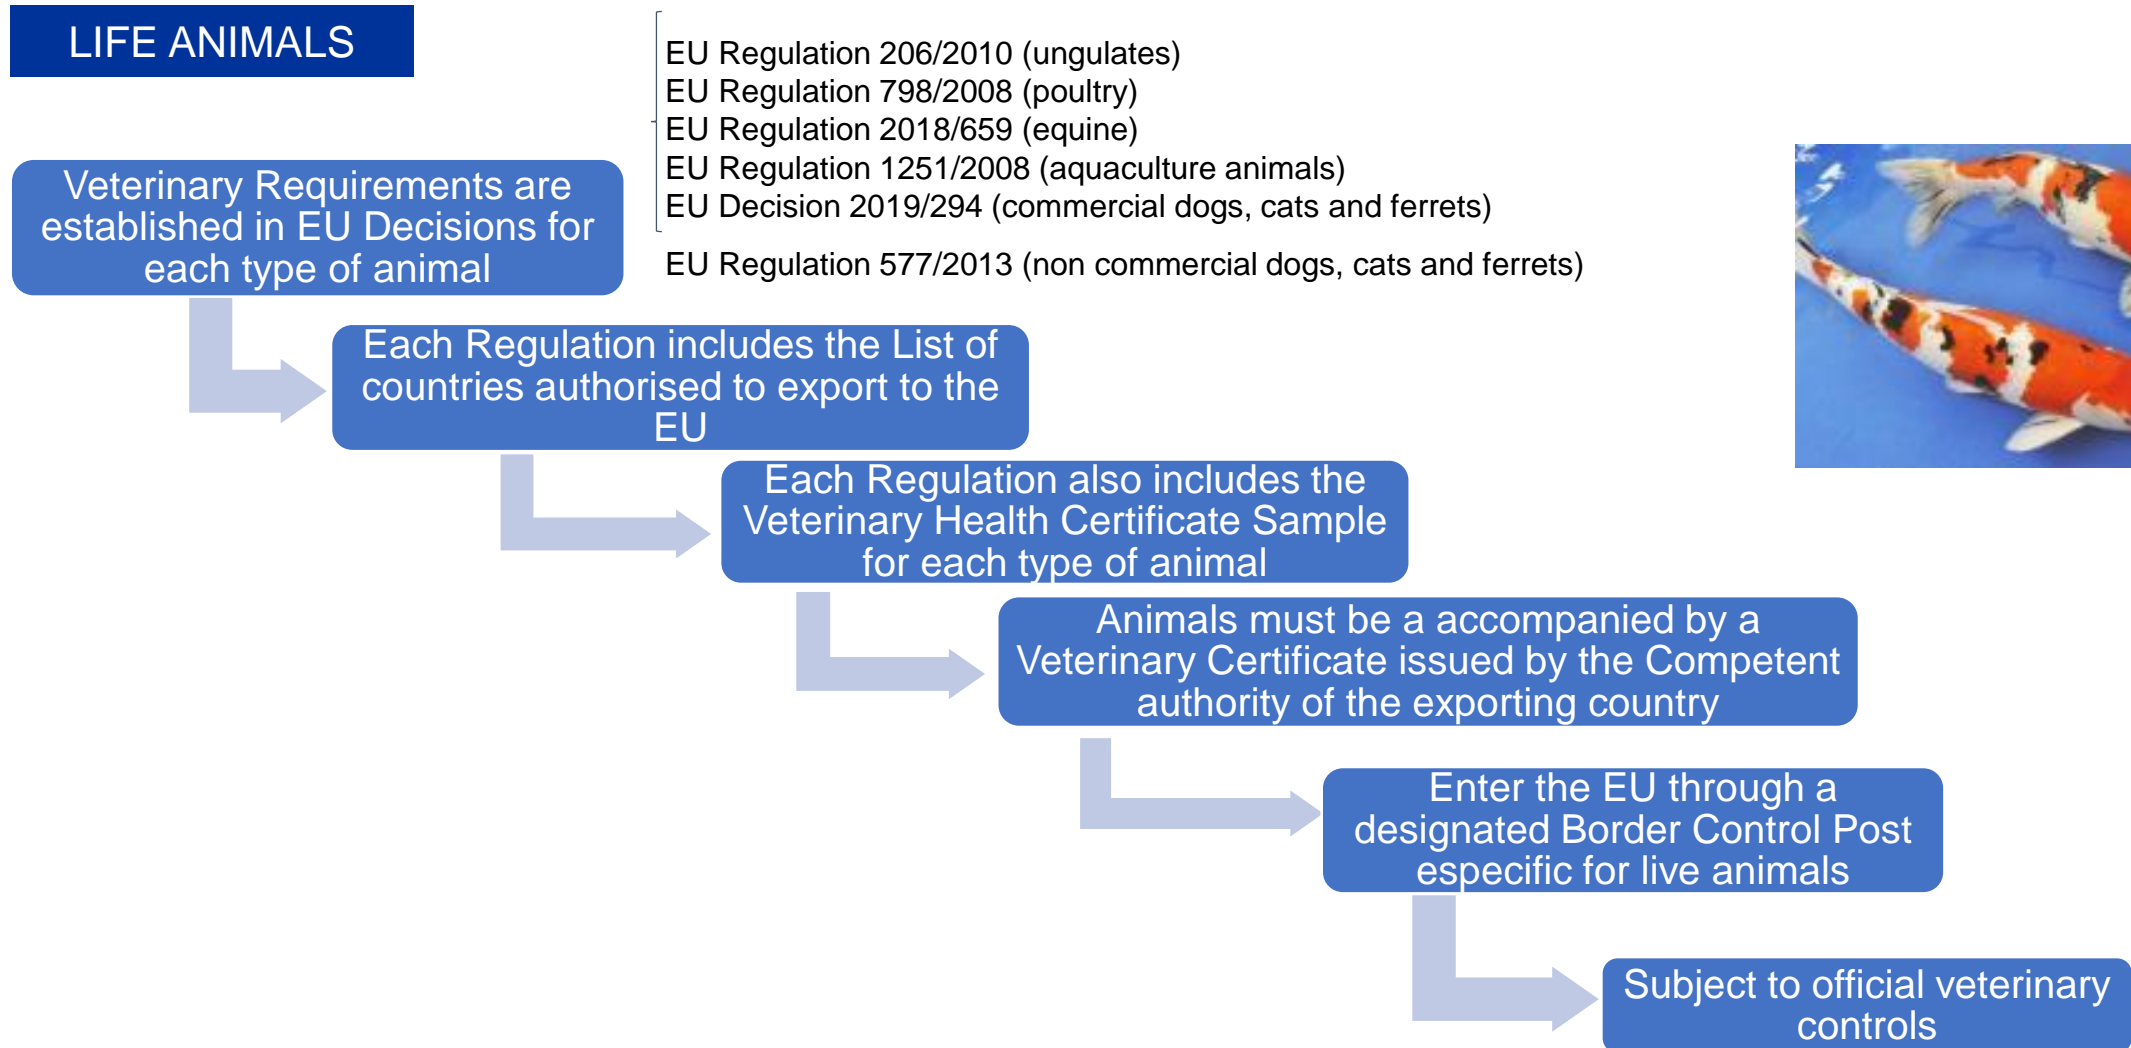 LIFE ANIMALS
EU Regulation 206/2010 (ungulates)
EU Regulation 798/2008 (poultry)
EU Regulation 2018/659 (equine)
EU Regulation 1251/2008 (aquaculture animals)
EU Decision 2019/294 (commercial dogs, cats and ferrets)
EU Regulation 577/2013 (non commercial dogs, cats and ferrets)
Veterinary Requirements are
established in EU Decisions for
each type of animal
Each Regulation includes the List of
countries authorised to export to the
EU
Each Regulation also includes the
Veterinary Health Certificate Sample
for each type of animal
Animals must be a accompanied by a
Veterinary Certificate issued by the Competent
authority of the exporting country
Enter the EU through a
designated Border Control Post
especific for live animals
Subject to official veterinary
controls